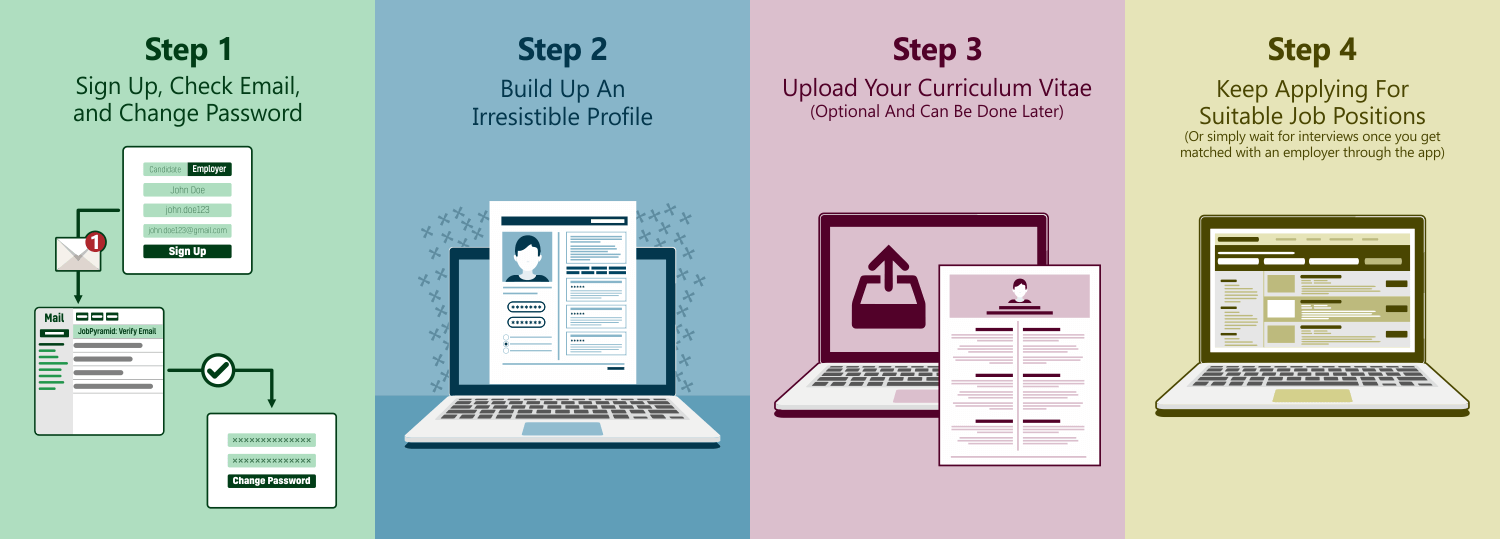 Step 1
Sign Up, Check Email,
and Change Password
Candidate Employer
John Doe
john.doe123
john.doe123@gmail.com
Sign Up
1
Mail
JobPyramid: Verify Email
xxxxxxxxxxxxxx
xxxxxxxxxxxxxx
Change Password
Step 2
Build Up An
Irresistible Profile
Step 3
Upload Your Curriculum Vitae
(Optional And Can Be Done Later)
Step 4
Keep Applying For
Suitable Job Positions
(Or simply wait for interviews once you get
matched with an employer through the app)